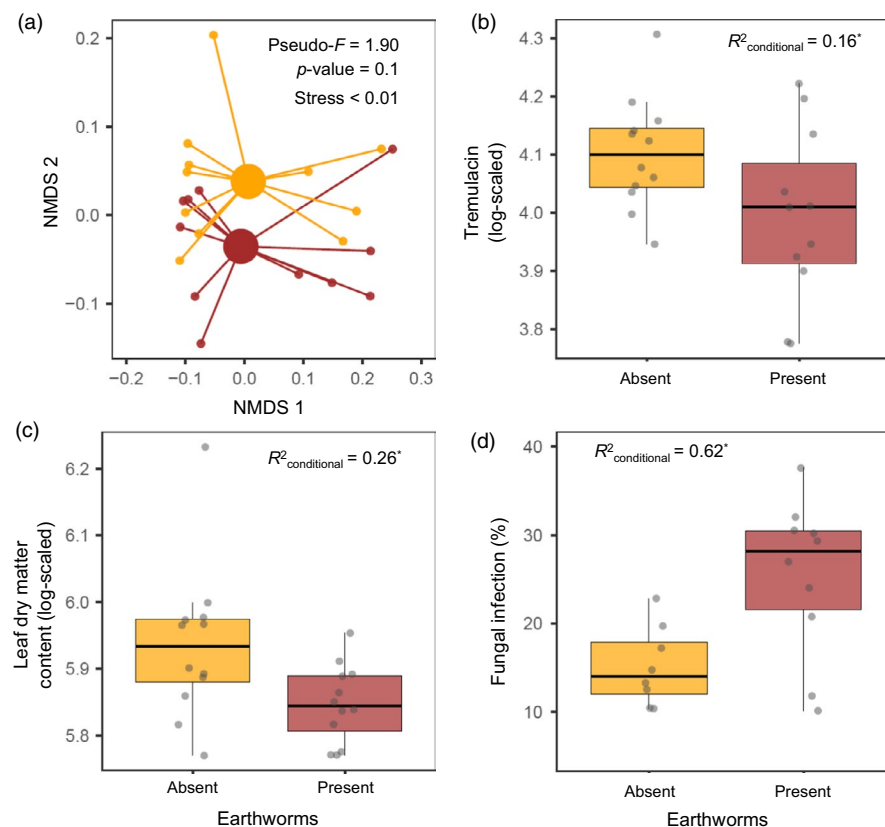 (a)
Pseudo-F = 1.90
p-value = 0.1
Stress < 0.01
0.2
0.1
0.0
−0.1
NMDS 2
−0.2
−0.1
0.0
0.1
0.2
0.3
NMDS 1
(b)
R²conditional = 0.16*
4.3
4.2
4.1
4.0
3.9
3.8
Tremulacin
(log-scaled)
Absent
Present
(c)
R²conditional = 0.26*
6.2
6.1
6.0
5.9
5.8
Leaf dry matter
content (log-scaled)
Absent
Present
Earthworms
(d)
R²conditional = 0.62*
40
30
20
10
Fungal infection (%)
Absent
Present
Earthworms